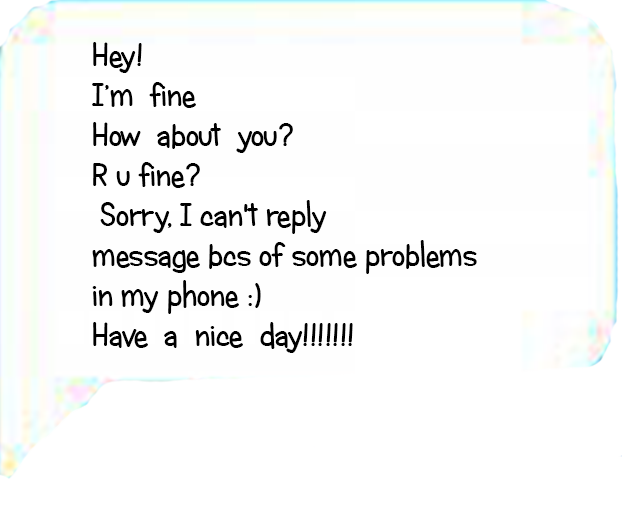 Hey!
I'm fine
How about you?
R u fine?
Sorry, I can't reply
message bcs of some problems
in my phone :)
Have a nice day!!!!!!!